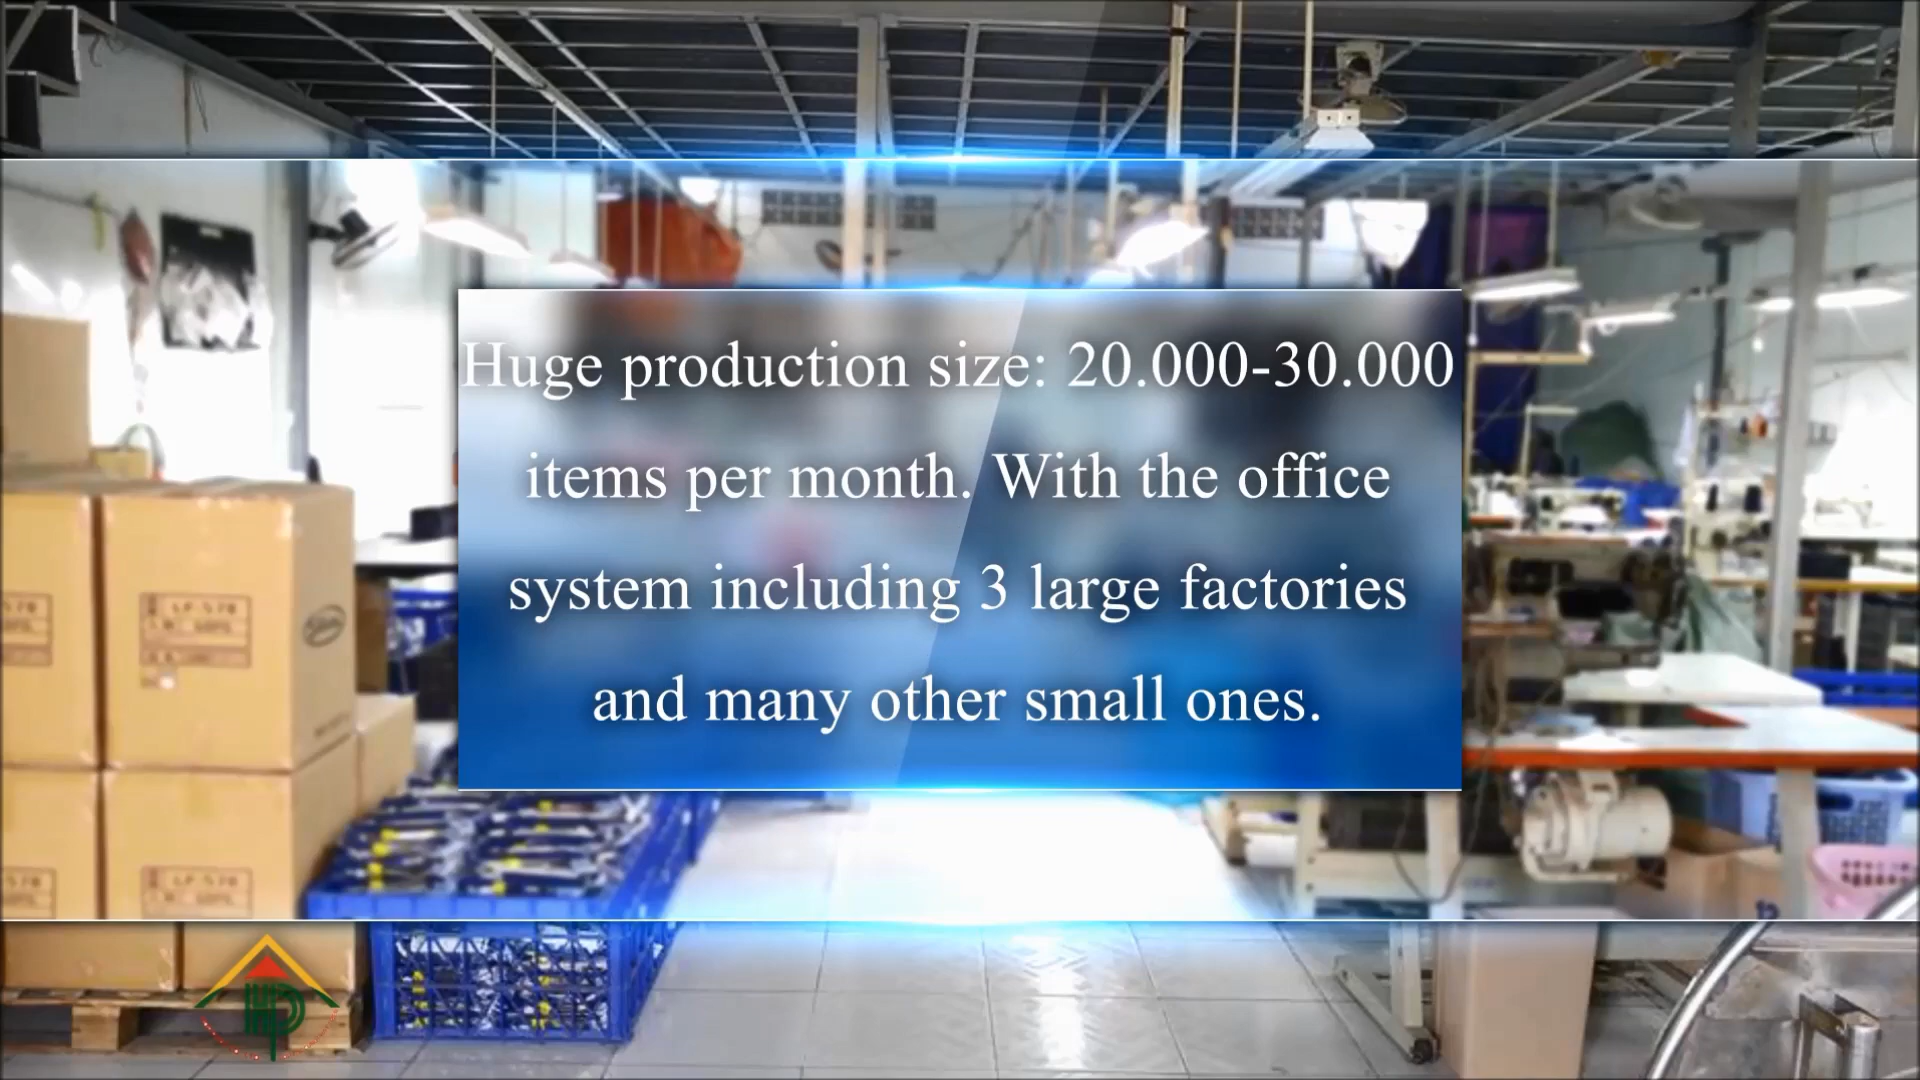 Huge production size: 20.000-30.000
items per month. With the office
system including 3 large factories
and many other small ones.